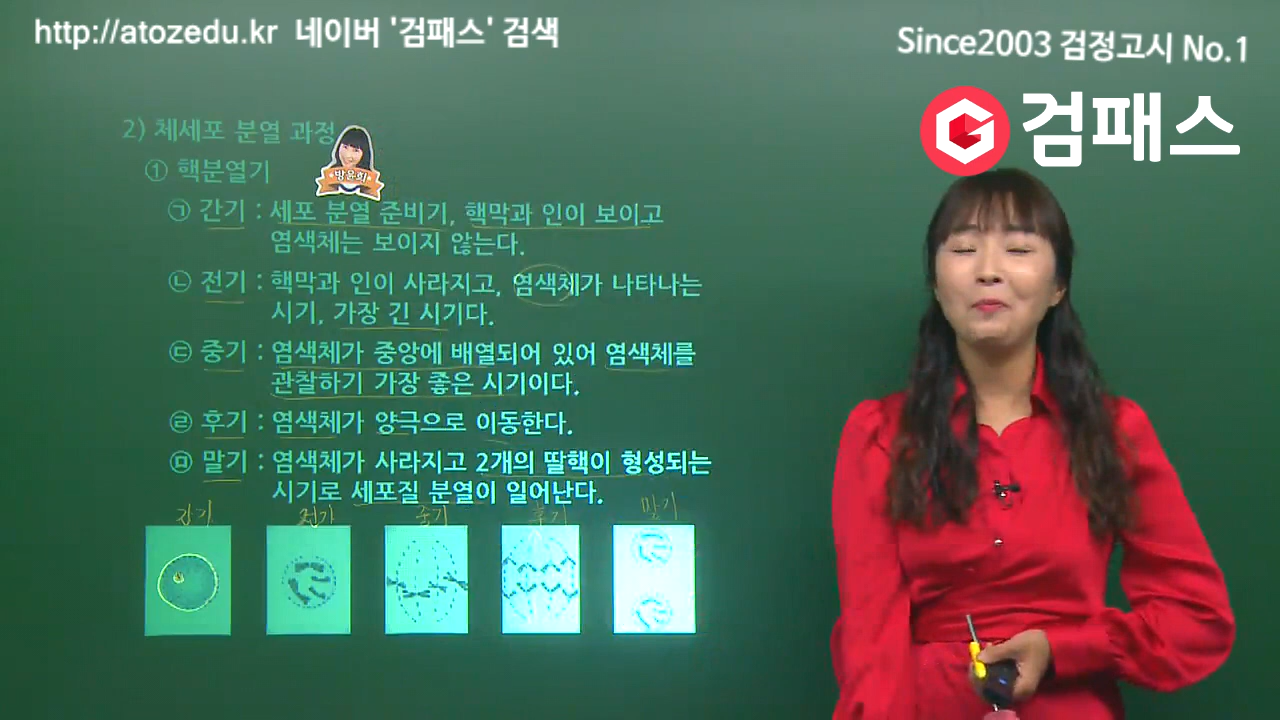 http://atozedu.kr 네이버 '검패스' 검색
Since2003 검정고시 No.1
검패스
2) 체세포 분열 과정
방윤희
① 핵분열기
㉠ 간기 : 세포 분열 준비기, 핵막과 인이 보이고
염색체는 보이지 않는다.
㉡ 전기 : 핵막과 인이 사라지고, 염색체가 나타나는
시기, 가장 긴 시기다.
㉢ 중기 : 염색체가 중앙에 배열되어 있어 염색체를
관찰하기 가장 좋은 시기이다.
㉣ 후기 : 염색체가 양극으로 이동한다.
㉤ 말기 : 염색체가 사라지고 2개의 딸핵이 형성되는
시기로 세포질 분열이 일어난다.
간기 전기 중기 후기 말기